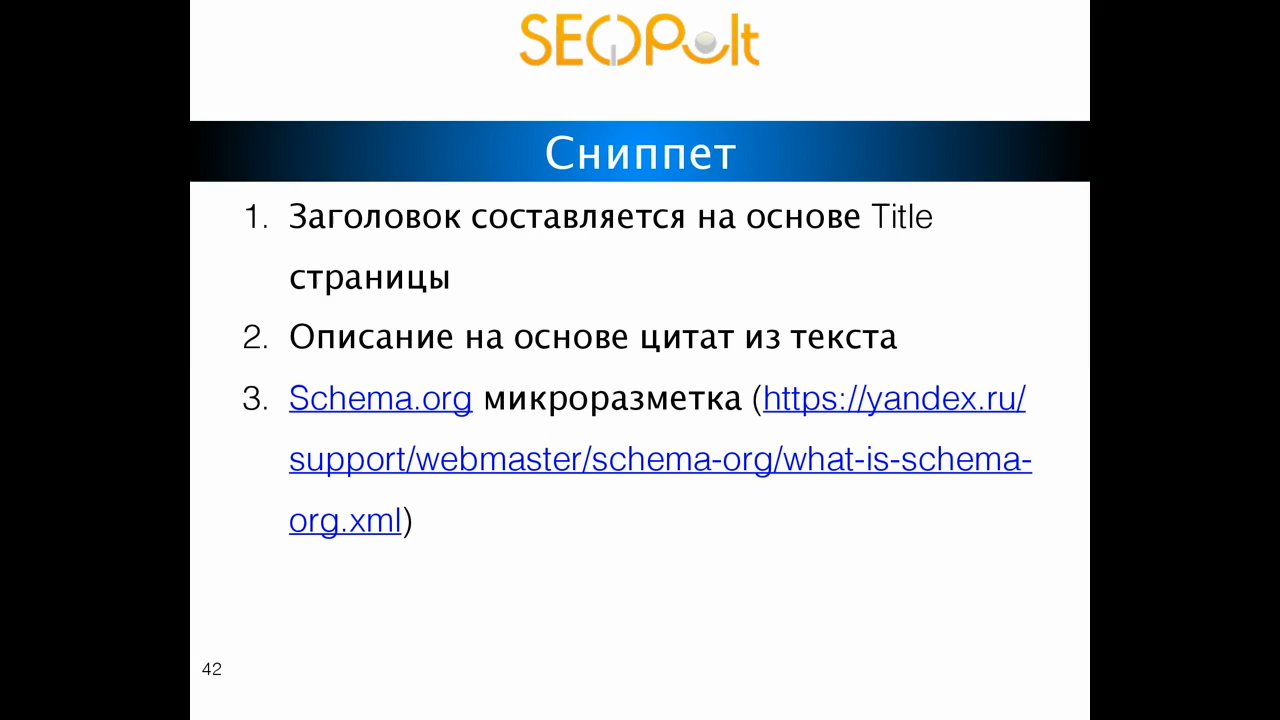 SEOPult
Сниппет
1. Заголовок составляется на основе Title
страницы
2. Описание на основе цитат из текста
3. Schema.org микроразметка (https://yandex.ru/
support/webmaster/schema-org/what-is-schema-
org.xml)
42